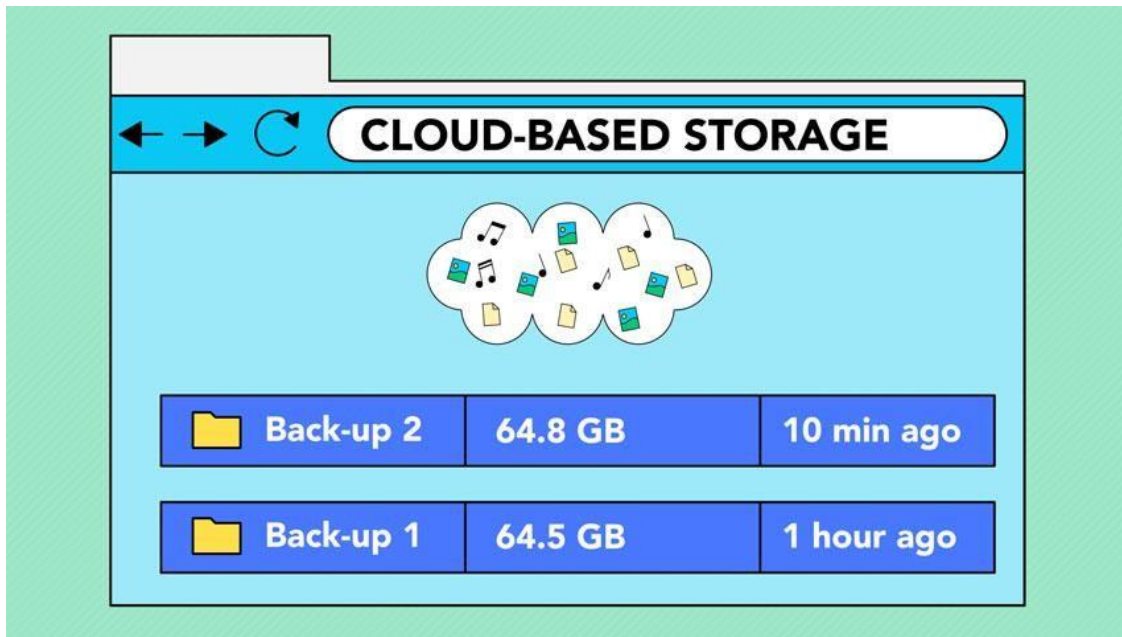 CLOUD-BASED STORAGE
Back-up 2 64.8 GB 10 min ago
Back-up 1 64.5 GB 1 hour ago